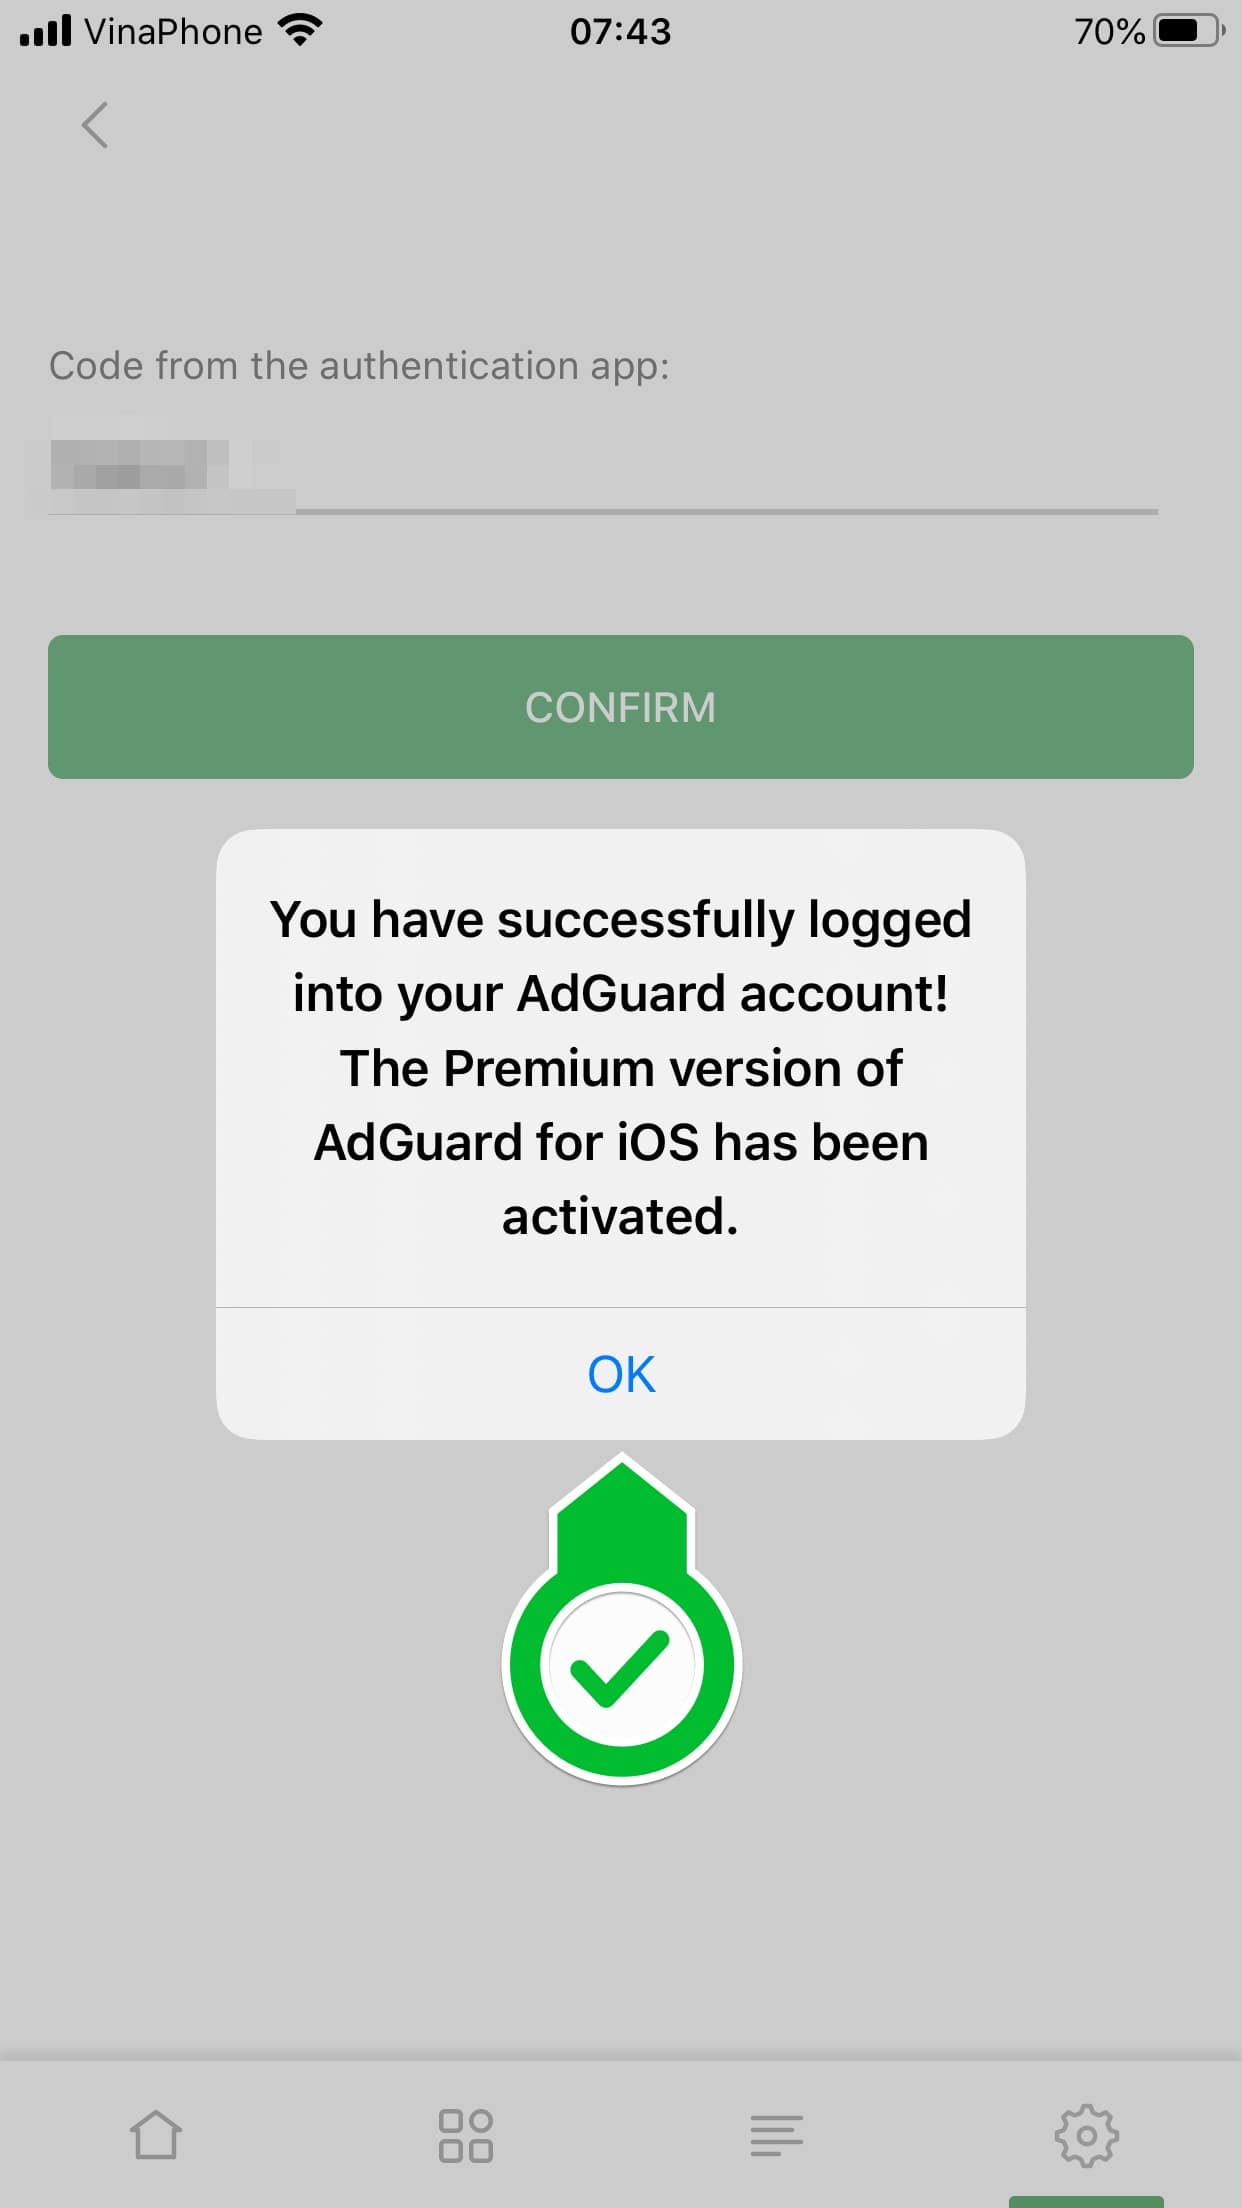 VinaPhone 07:43 70%
Code from the authentication app:
CONFIRM
You have successfully logged
into your AdGuard account!
The Premium version of
AdGuard for iOS has been
activated.
OK